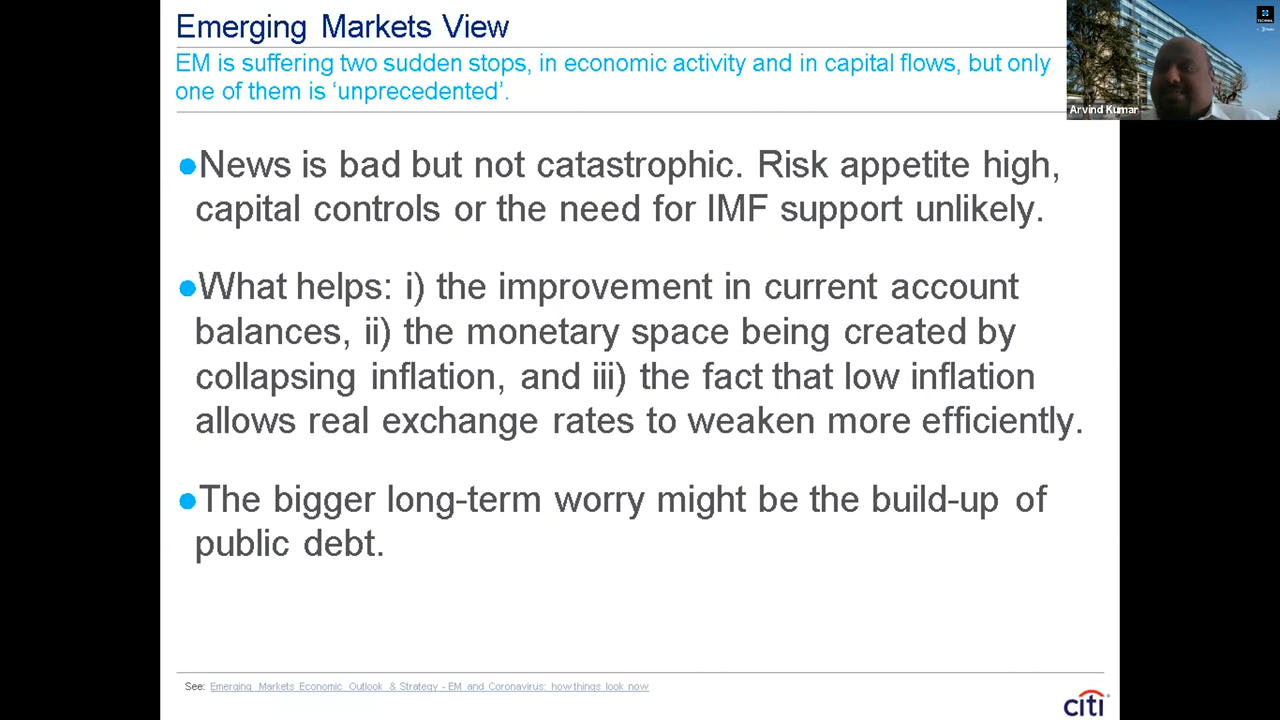 Emerging Markets View
EM is suffering two sudden stops, in economic activity and in capital flows, but only
one of them is ‘unprecedented’.
Arvind Kumar
●News is bad but not catastrophic. Risk appetite high,
capital controls or the need for IMF support unlikely.
●What helps: i) the improvement in current account
balances, ii) the monetary space being created by
collapsing inflation, and iii) the fact that low inflation
allows real exchange rates to weaken more efficiently.
●The bigger long-term worry might be the build-up of
public debt.
See: Emerging Markets Economic Outlook & Strategy - EM and Coronavirus: how things look now
citi